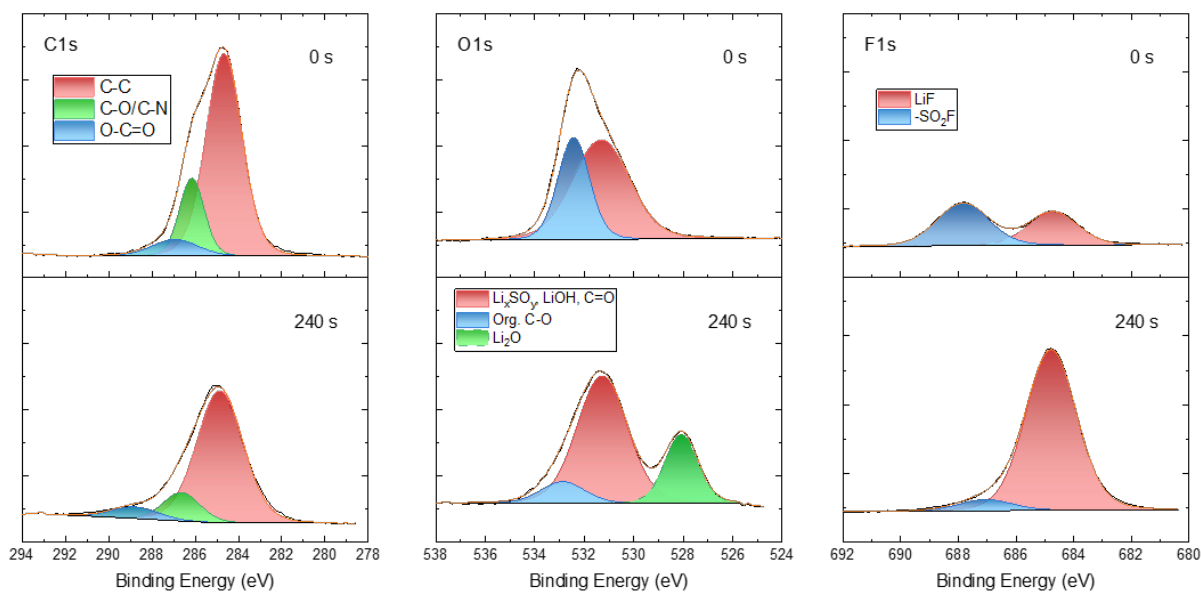 C1s
0 s
C-C
C-O/C-N
O-C=O
240 s
294 292 290 288 286 284 282 280 278
Binding Energy (eV)
O1s
0 s
LiₓSOᵧ, LiOH, C=O
Org. C-O
Li₂O
240 s
538 536 534 532 530 528 526 524
Binding Energy (eV)
F1s
0 s
LiF
-SO₂F
240 s
692 690 688 686 684 682 680
Binding Energy (eV)